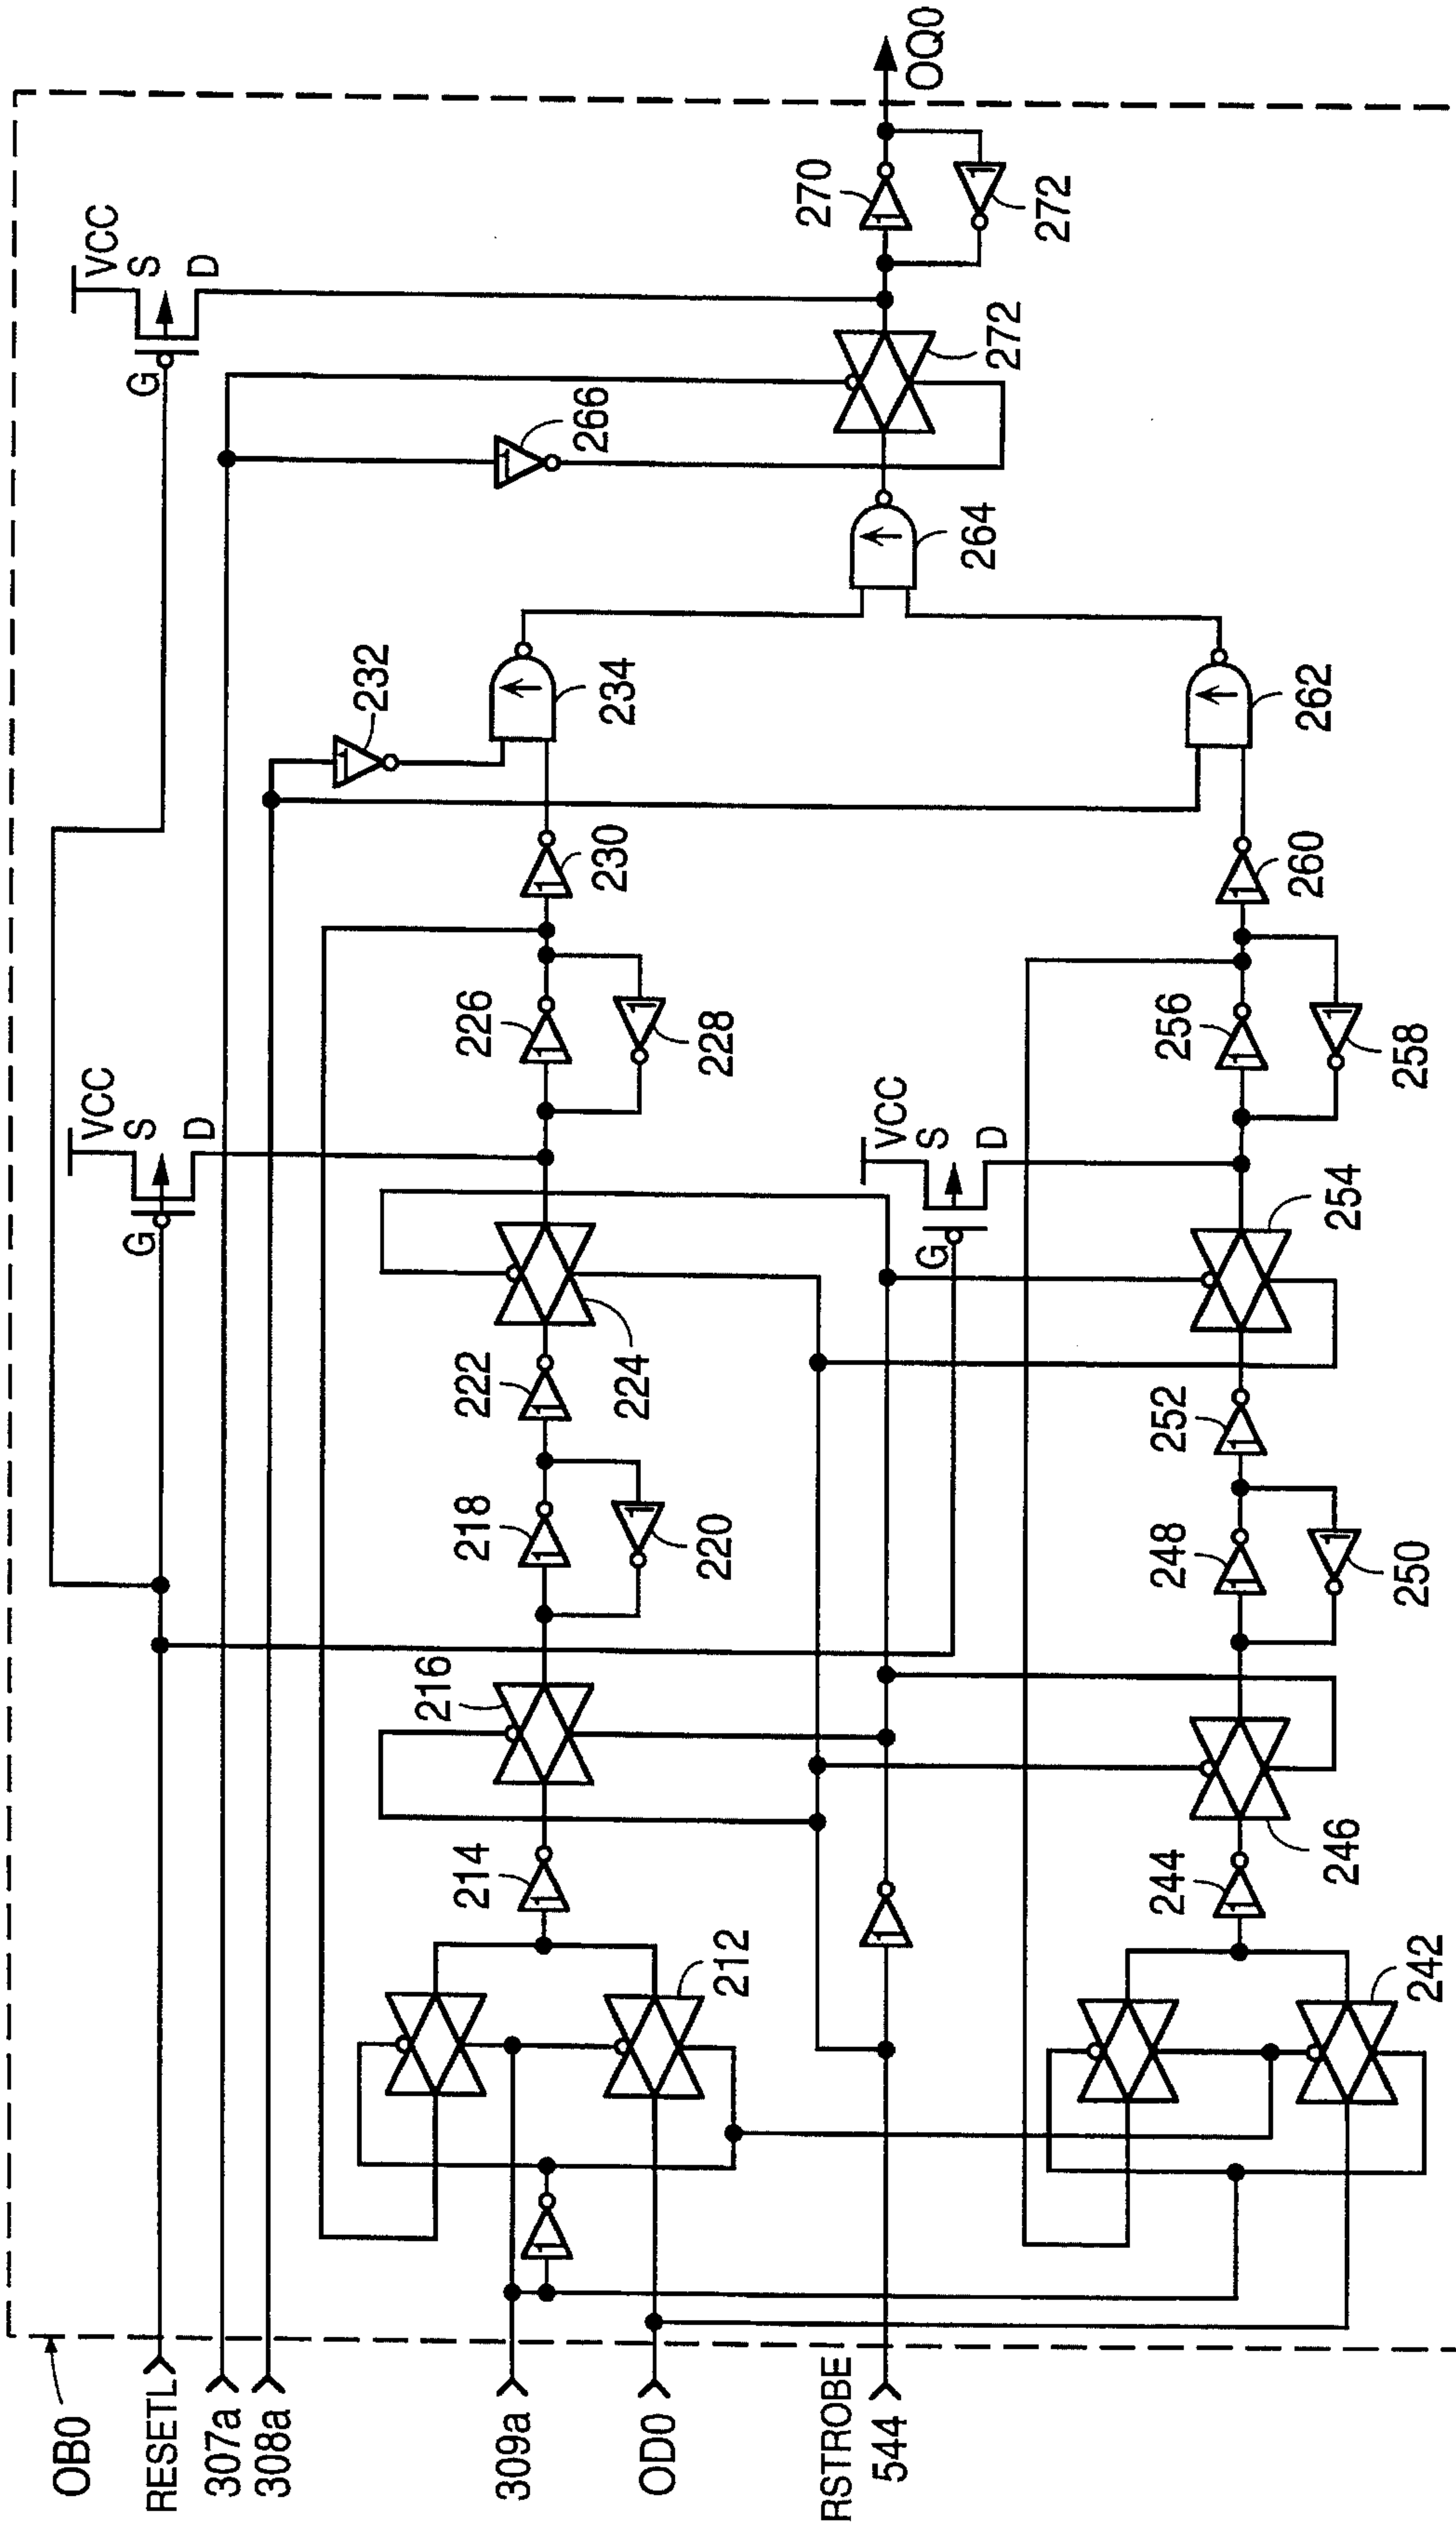 OB0
RESETL
307a
308a
309a
OD0
RSTROBE
544
VCC
S
D
G
VCC
S
D
G
VCC
S
D
G
212
214
216
218
220
222
224
226
228
230
232
234
242
244
246
248
250
252
254
256
258
260
262
264
266
272
270
272
OQ0